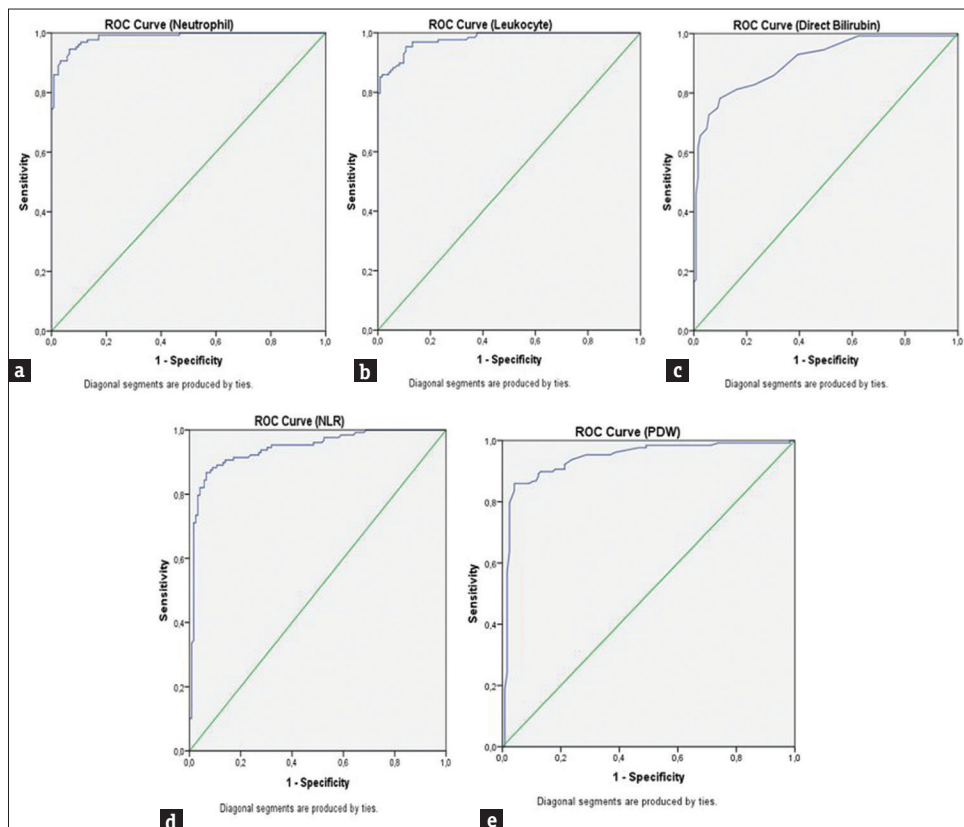 ROC Curve (Neutrophil)
1,0
0,8
0,6
0,4
0,2
0,0
Sensitivity
0,0 0,2 0,4 0,6 0,8 1,0
1 - Specificity
Diagonal segments are produced by ties.
a
ROC Curve (Leukocyte)
1,0
0,8
0,6
0,4
0,2
0,0
Sensitivity
0,0 0,2 0,4 0,6 0,8 1,0
1 - Specificity
Diagonal segments are produced by ties.
b
ROC Curve (Direct Bilirubin)
1,0
0,8
0,6
0,4
0,2
0,0
Sensitivity
0,0 0,2 0,4 0,6 0,8 1,0
1 - Specificity
Diagonal segments are produced by ties.
c
ROC Curve (NLR)
1,0
0,8
0,6
0,4
0,2
0,0
Sensitivity
0,0 0,2 0,4 0,6 0,8 1,0
1 - Specificity
Diagonal segments are produced by ties.
d
ROC Curve (PDW)
1,0
0,8
0,6
0,4
0,2
0,0
Sensitivity
0,0 0,2 0,4 0,6 0,8 1,0
1 - Specificity
Diagonal segments are produced by ties.
e